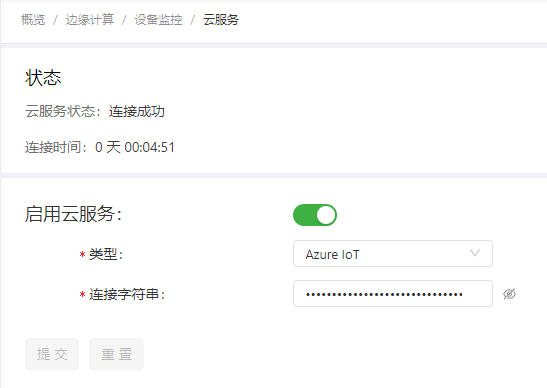 概览 / 边缘计算 / 设备监控 / 云服务
状态
云服务状态：连接成功
连接时间：0 天 00:04:51
启用云服务：
* 类型：
Azure IoT
* 连接字符串：
••••••••••••••••••••••••••••••
提 交 重 置